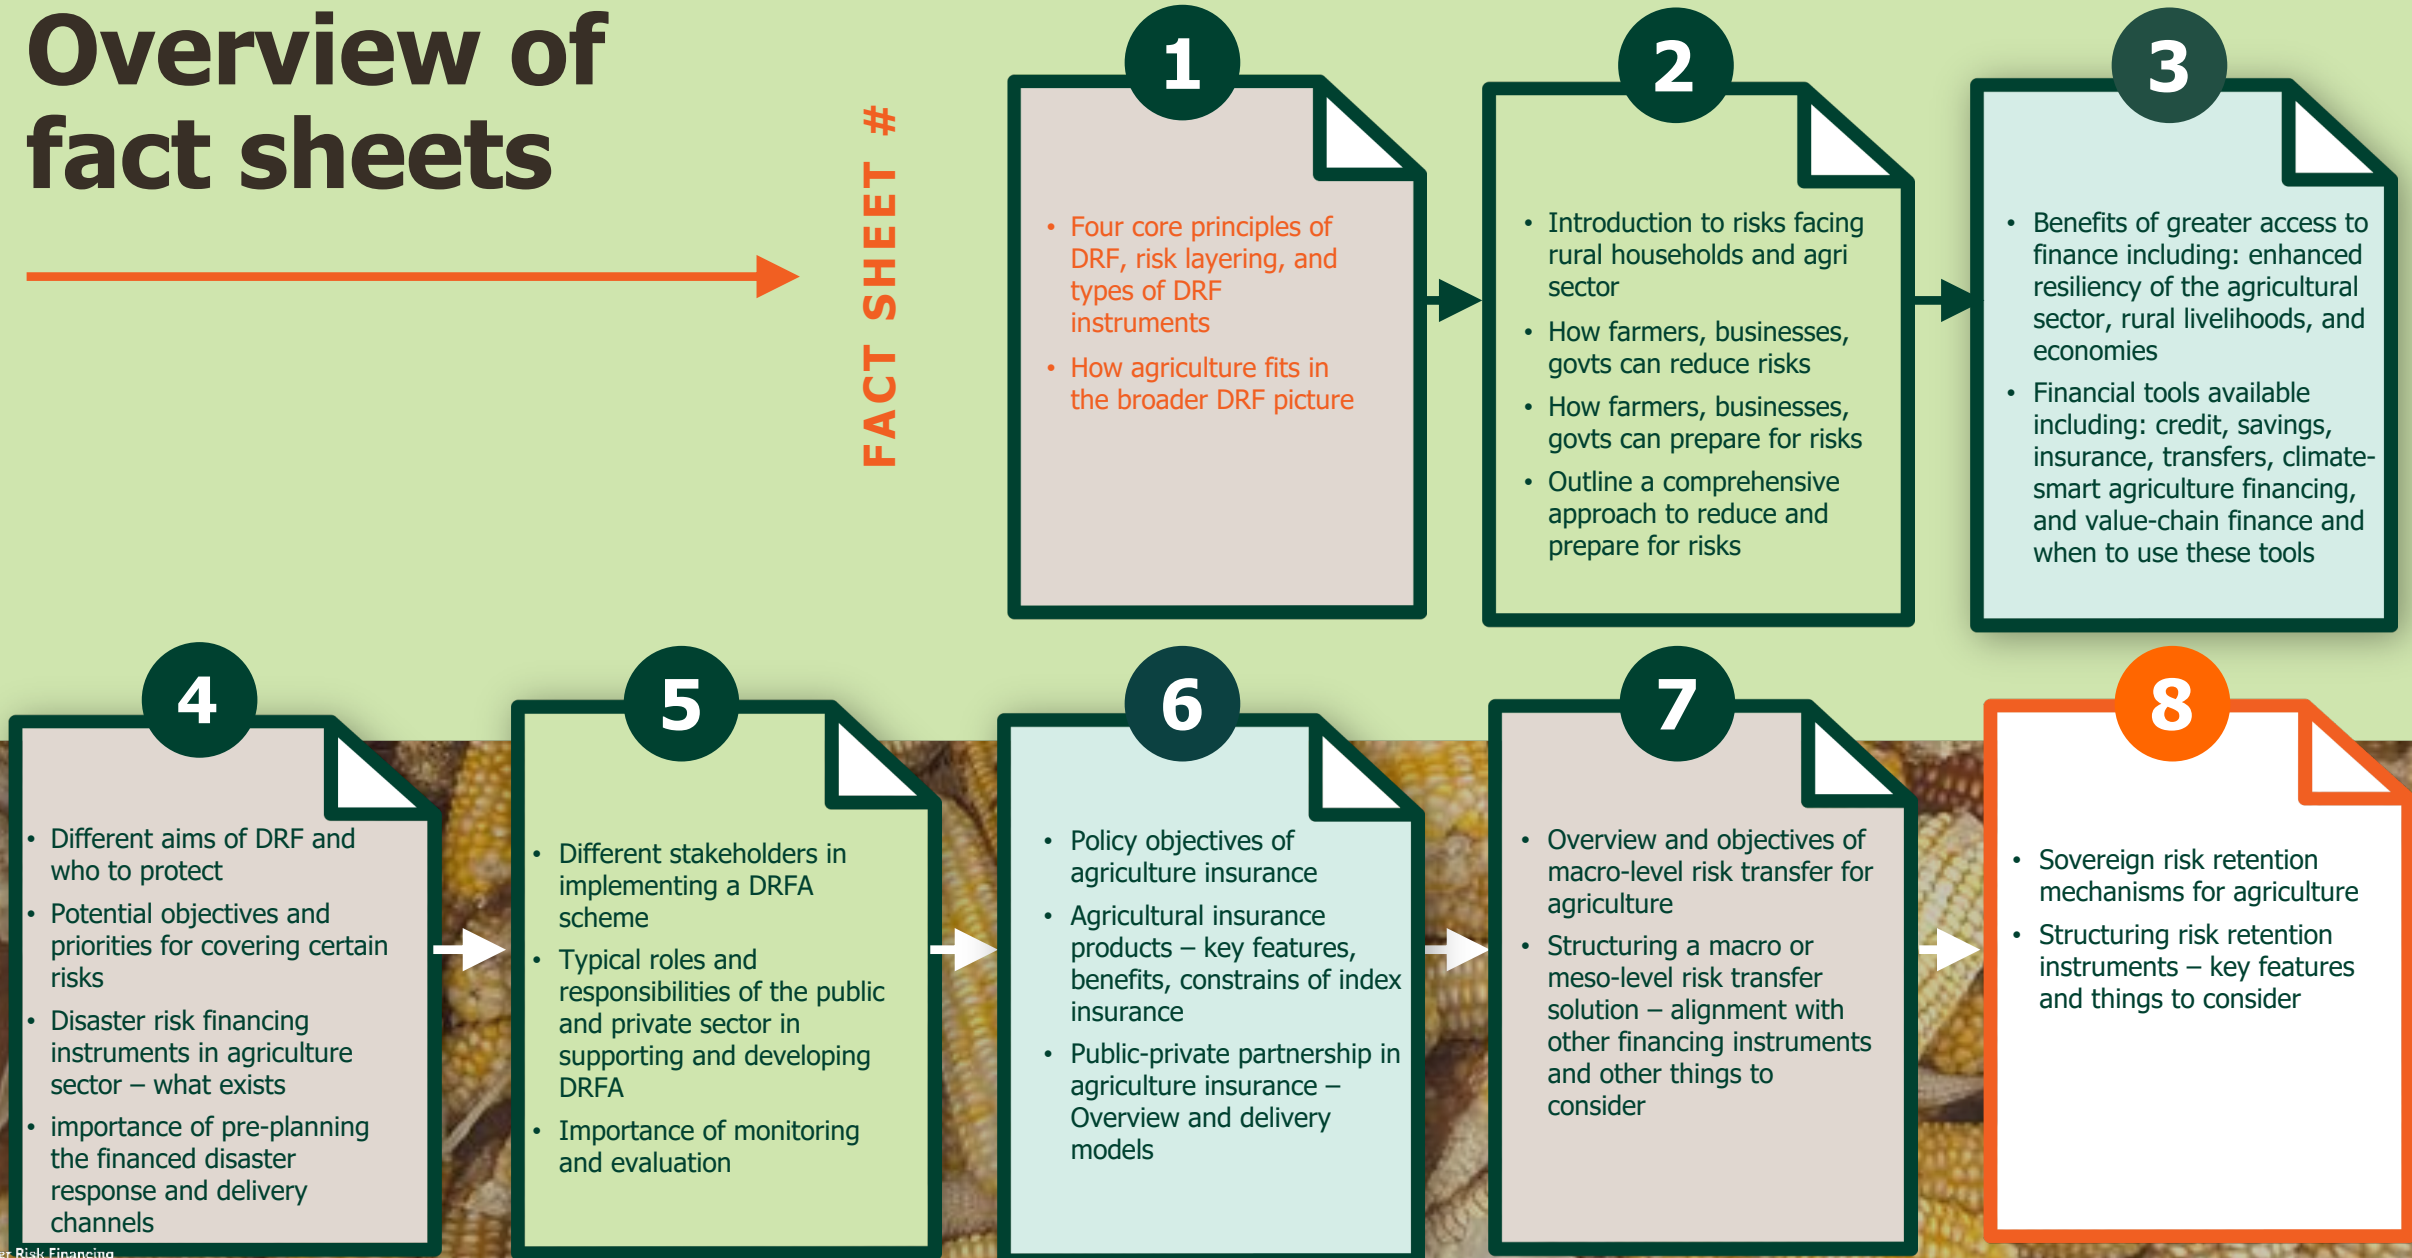 Overview of
fact sheets
FACT SHEET #
1
• Four core principles of
DRF, risk layering, and
types of DRF
instruments
• How agriculture fits in
the broader DRF picture
2
• Introduction to risks facing
rural households and agri
sector
• How farmers, businesses,
govts can reduce risks
• How farmers, businesses,
govts can prepare for risks
• Outline a comprehensive
approach to reduce and
prepare for risks
3
• Benefits of greater access to
finance including: enhanced
resiliency of the agricultural
sector, rural livelihoods, and
economies
• Financial tools available
including: credit, savings,
insurance, transfers, climate-
smart agriculture financing,
and value-chain finance and
when to use these tools
4
• Different aims of DRF and
who to protect
• Potential objectives and
priorities for covering certain
risks
• Disaster risk financing
instruments in agriculture
sector – what exists
• importance of pre-planning
the financed disaster
response and delivery
channels
5
• Different stakeholders in
implementing a DRFA
scheme
• Typical roles and
responsibilities of the public
and private sector in
supporting and developing
DRFA
• Importance of monitoring
and evaluation
6
• Policy objectives of
agriculture insurance
• Agricultural insurance
products – key features,
benefits, constrains of index
insurance
• Public-private partnership in
agriculture insurance –
Overview and delivery
models
7
• Overview and objectives of
macro-level risk transfer for
agriculture
• Structuring a macro or
meso-level risk transfer
solution – alignment with
other financing instruments
and other things to
consider
8
• Sovereign risk retention
mechanisms for agriculture
• Structuring risk retention
instruments – key features
and things to consider
Risk Financing